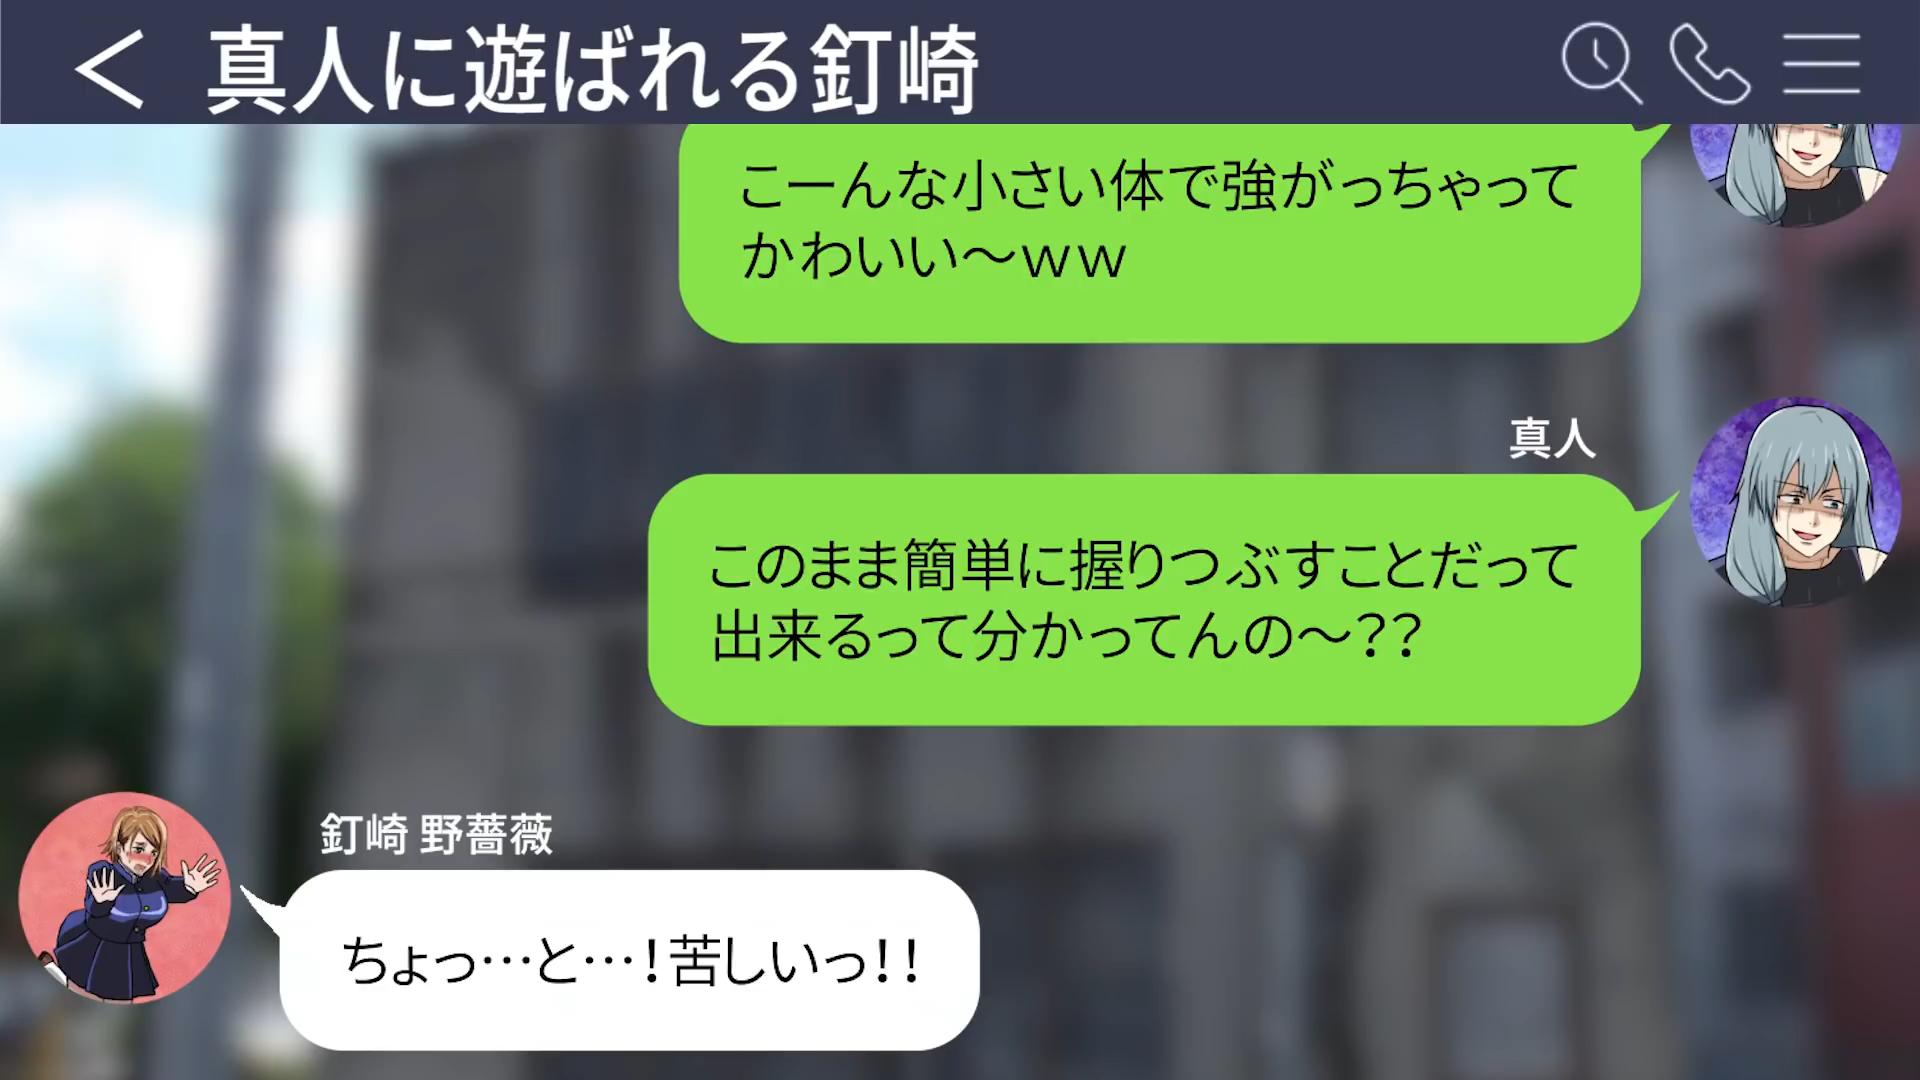 真人に遊ばれる釘崎
こーんな小さい体で強がっちゃって
かわいい～ｗｗ
真人
このまま簡単に握りつぶすことだって
出来るって分かってんの～？？
釘崎 野薔薇
ちょっ…と…！苦しいっ！！